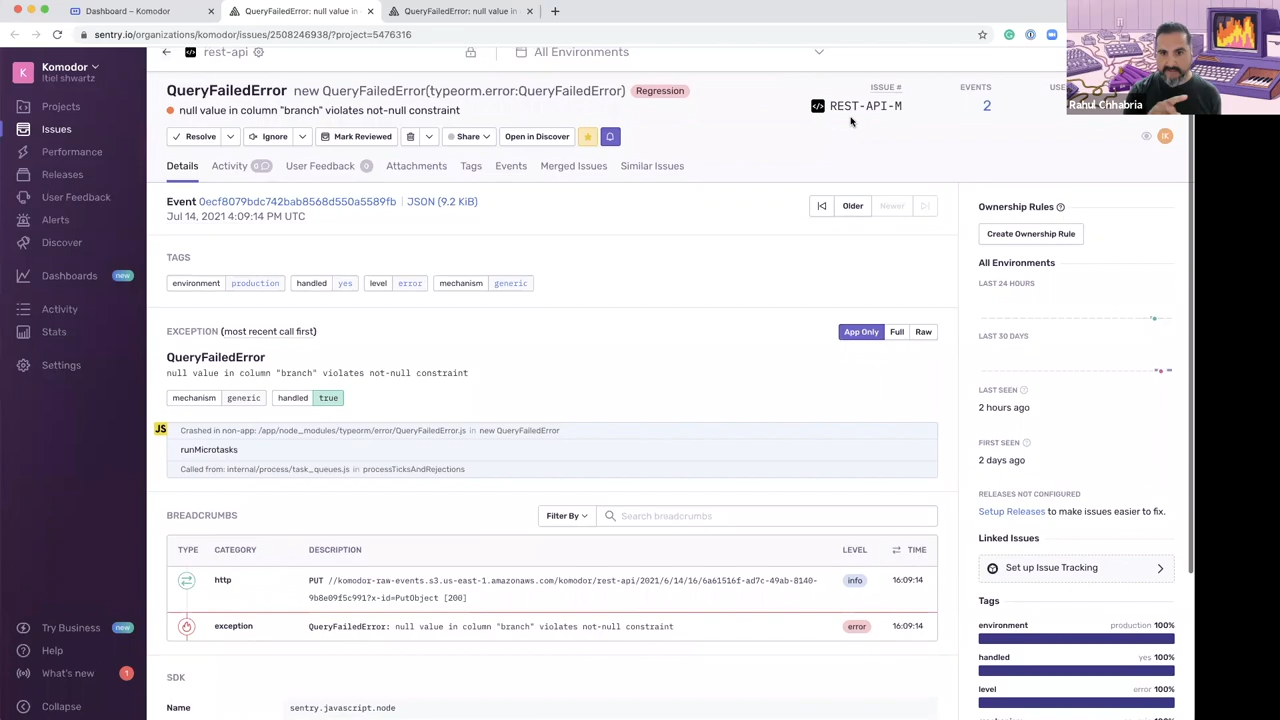 Dashboard | Komodor
QueryFailedError: null value in
QueryFailedError: null value in
sentry.io/organizations/komodor/issues/2508246938/?project=5476316
Rahul Chhabria
K
Komodor
Itiel shwartz
Projects
Issues
Performance
Releases
User Feedback
Alerts
Discover
Dashboards new
Activity
Stats
Settings
Try Business new
Help
What's new 1
Collapse
rest-api
All Environments
QueryFailedError new QueryFailedError(typeorm.error:QueryFailedError) Regression
null value in column "branch" violates not-null constraint
ISSUE #
REST-API-M
EVENTS
2
USE
Resolve
Ignore
Mark Reviewed
Share
Open in Discover
IK
Details
Activity 0
User Feedback 0
Attachments
Tags
Events
Merged Issues
Similar Issues
Event 0ecf8079bdc742bab8568d550a5589fb | JSON (9.2 KiB)
Jul 14, 2021 4:09:14 PM UTC
Older
Newer
TAGS
environment production
handled yes
level error
mechanism generic
EXCEPTION (most recent call first)
App Only
Full
Raw
QueryFailedError
null value in column "branch" violates not-null constraint
mechanism generic
handled true
JS
Crashed in non-app: /app/node_modules/typeorm/error/QueryFailedError.js in new QueryFailedError
runMicrotasks
Called from: internal/process/task_queues.js in processTicksAndRejections
BREADCRUMBS
Filter By
Search breadcrumbs
TYPE CATEGORY DESCRIPTION LEVEL TIME
http PUT //komodor-raw-events.s3.us-east-1.amazonaws.com/komodor/rest-api/2021/6/14/16/6a61516f-ad7c-49ab-8140-
9b8e09f5c991?x-id=PutObject [200] info 16:09:14
exception QueryFailedError: null value in column "branch" violates not-null constraint error 16:09:14
SDK
Name sentry.javascript.node
Ownership Rules
Create Ownership Rule
All Environments
LAST 24 HOURS
LAST 30 DAYS
LAST SEEN
2 hours ago
FIRST SEEN
2 days ago
RELEASES NOT CONFIGURED
Setup Releases to make issues easier to fix.
Linked Issues
Set up Issue Tracking
Tags
environment production 100%
handled yes 100%
level error 100%